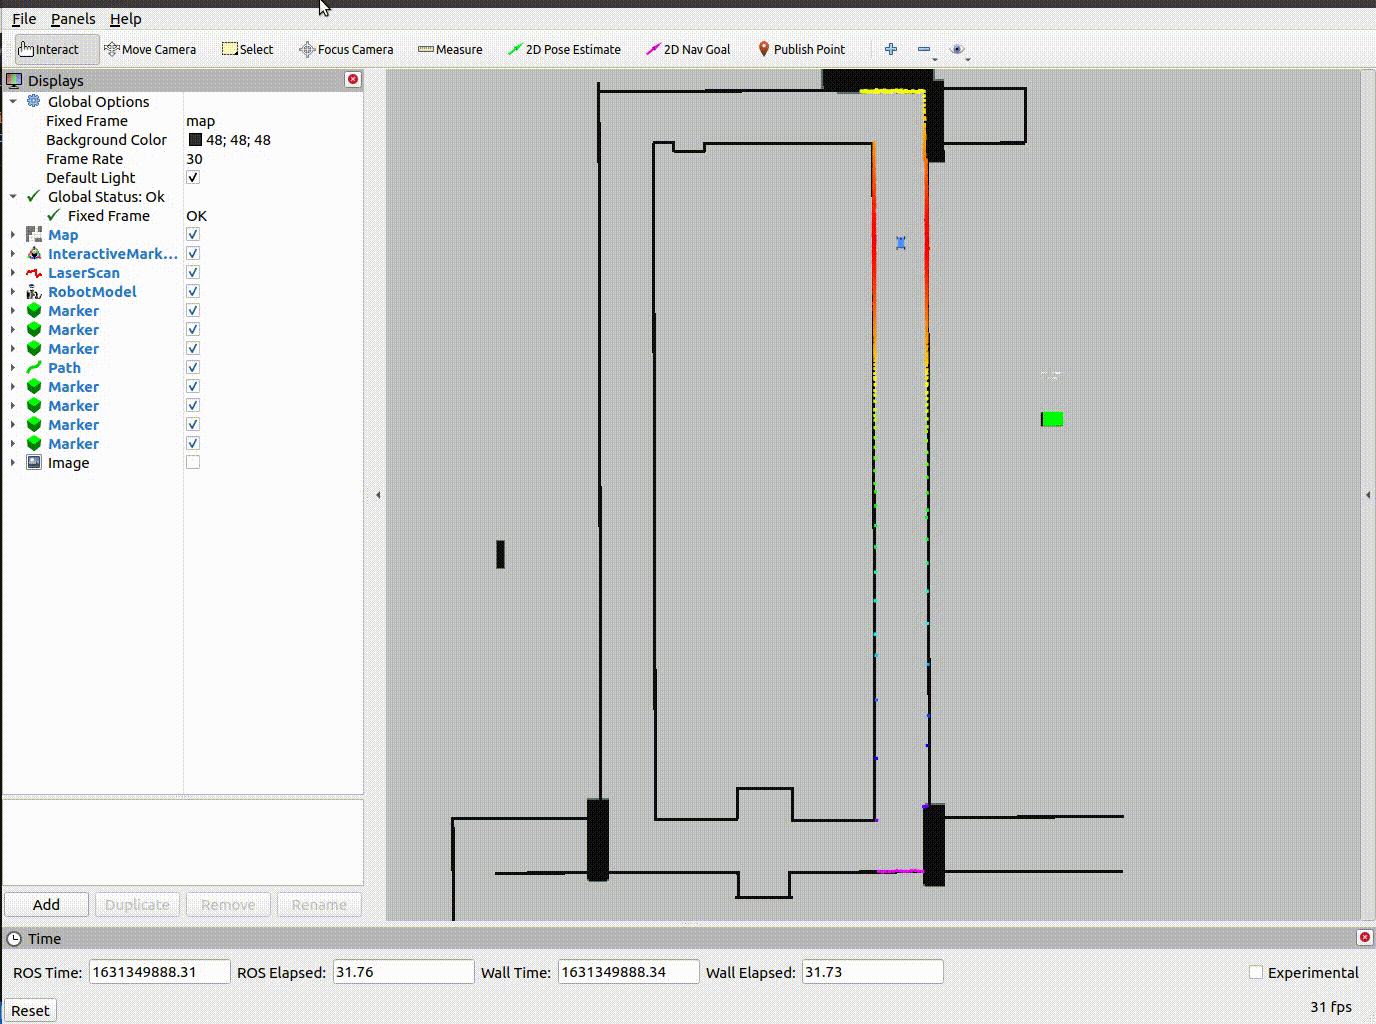 File Panels Help
Interact Move Camera Select Focus Camera Measure 2D Pose Estimate 2D Nav Goal Publish Point
Displays
Global Options
Fixed Frame map
Background Color 48; 48; 48
Frame Rate 30
Default Light
Global Status: Ok
Fixed Frame OK
Map
InteractiveMark...
LaserScan
RobotModel
Marker
Marker
Marker
Path
Marker
Marker
Marker
Marker
Image
Add Duplicate Remove Rename
Time
ROS Time: 1631349888.31 ROS Elapsed: 31.76 Wall Time: 1631349888.34 Wall Elapsed: 31.73 Experimental
Reset 31 fps